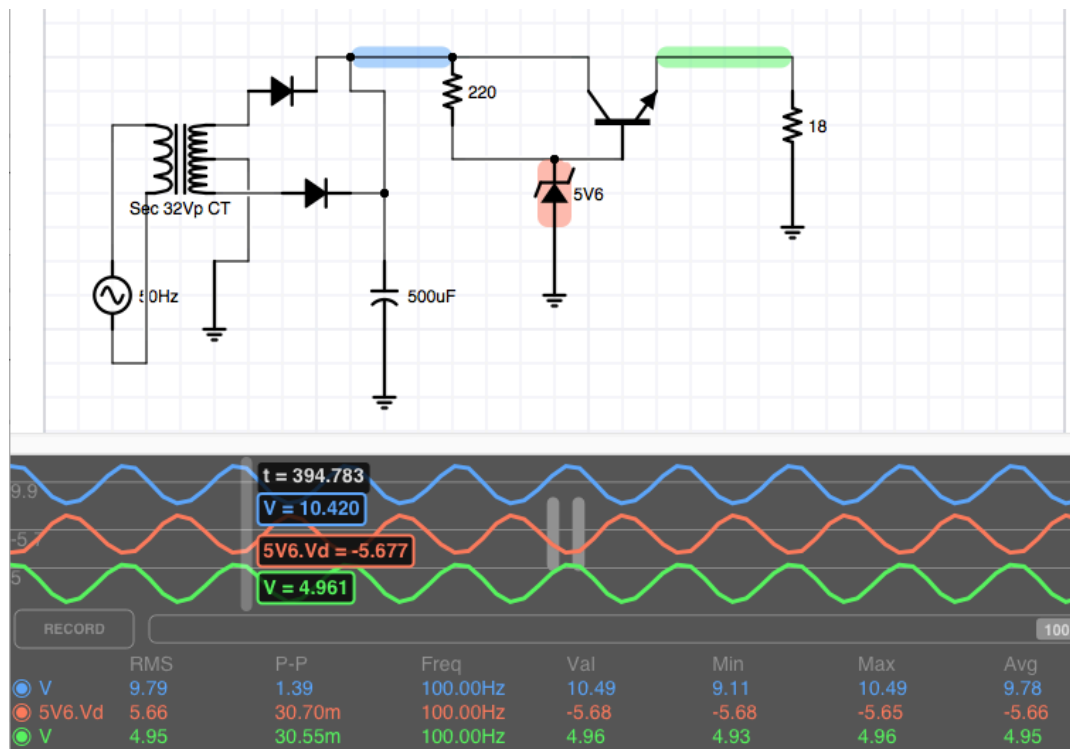 220
18
5V6
Sec 32Vp CT
50Hz
500uF
9.9
-5.7
5
t = 394.783
V = 10.420
5V6.Vd = -5.677
V = 4.961
RECORD
100
RMS P-P Freq Val Min Max Avg
V 9.79 1.39 100.00Hz 10.49 9.11 10.49 9.78
5V6.Vd 5.66 30.70m 100.00Hz -5.68 -5.68 -5.65 -5.66
V 4.95 30.55m 100.00Hz 4.96 4.93 4.96 4.95